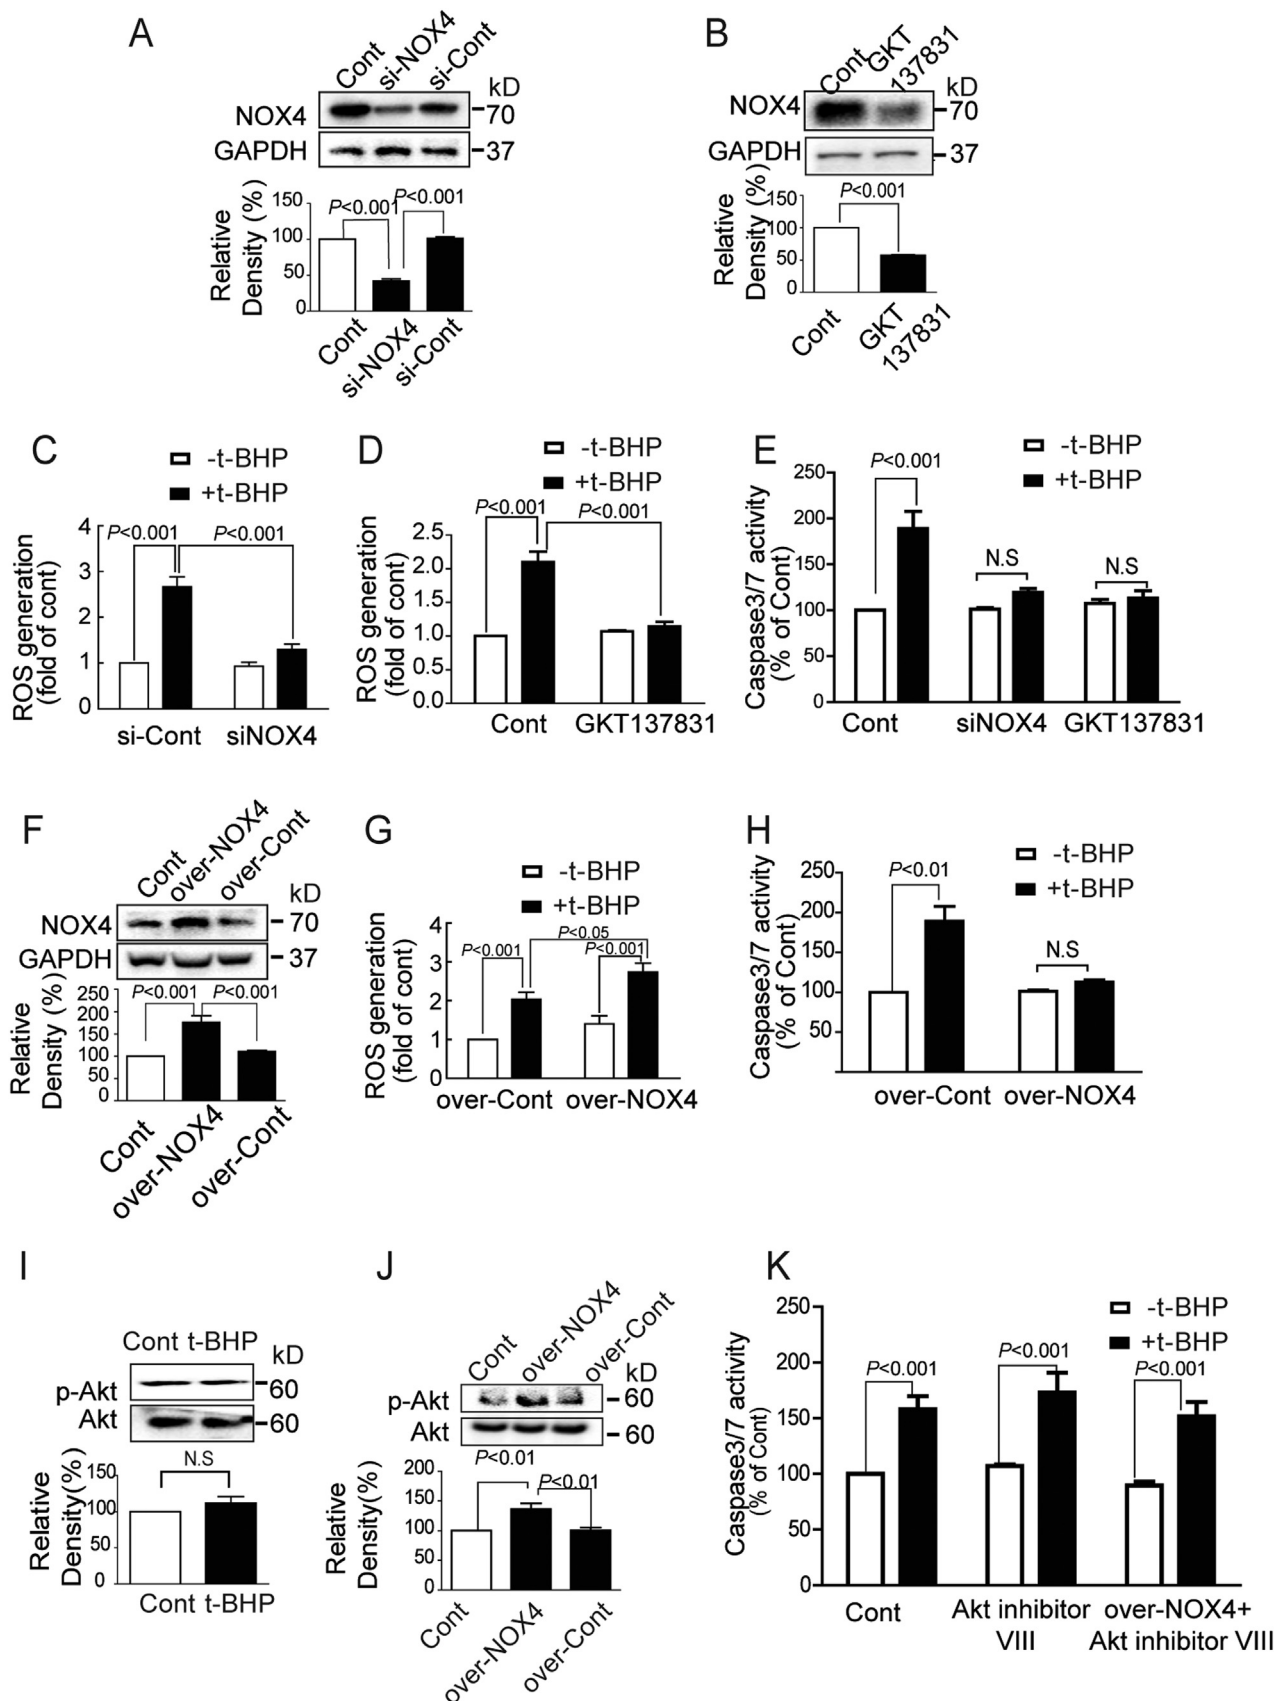 A
Cont
si-NOX4
si-Cont
kD
NOX4
70
GAPDH
37
Relative
Density (%)
150
100
50
0
P<0.001
P<0.001
Cont
si-NOX4
si-Cont
B
Cont
GKT
137831
kD
NOX4
70
GAPDH
37
Relative
Density (%)
150
100
50
0
P<0.001
Cont
GKT
137831
C
-t-BHP
+t-BHP
ROS generation
(fold of cont)
4
3
2
1
0
P<0.001
P<0.001
si-Cont
siNOX4
D
-t-BHP
+t-BHP
ROS generation
(fold of cont)
2.5
2.0
1.5
1.0
0.5
0.0
P<0.001
P<0.001
Cont
GKT137831
E
-t-BHP
+t-BHP
Caspase3/7 activity
(% of Cont)
250
200
150
100
50
0
P<0.001
N.S
N.S
Cont
siNOX4
GKT137831
F
Cont
over-NOX4
over-Cont
kD
NOX4
70
GAPDH
37
Relative
Density (%)
250
200
150
100
50
0
P<0.001
P<0.001
Cont
over-NOX4
over-Cont
G
-t-BHP
+t-BHP
ROS generation
(fold of cont)
4
3
2
1
0
P<0.001
P<0.05
P<0.001
over-Cont
over-NOX4
H
-t-BHP
+t-BHP
Caspase3/7 activity
(% of Cont)
250
200
150
100
50
P<0.01
N.S
over-Cont
over-NOX4
I
Cont t-BHP
kD
p-Akt
60
Akt
60
Relative
Density(%)
150
100
50
0
N.S
Cont t-BHP
J
Cont
over-NOX4
over-Cont
kD
p-Akt
60
Akt
60
Relative
Density(%)
200
150
100
50
0
P<0.01
P<0.01
Cont
over-NOX4
over-Cont
K
-t-BHP
+t-BHP
Caspase3/7 activity
(% of Cont)
250
200
150
100
50
0
P<0.001
P<0.001
P<0.001
Cont
Akt inhibitor
VIII
over-NOX4+
Akt inhibitor VIII